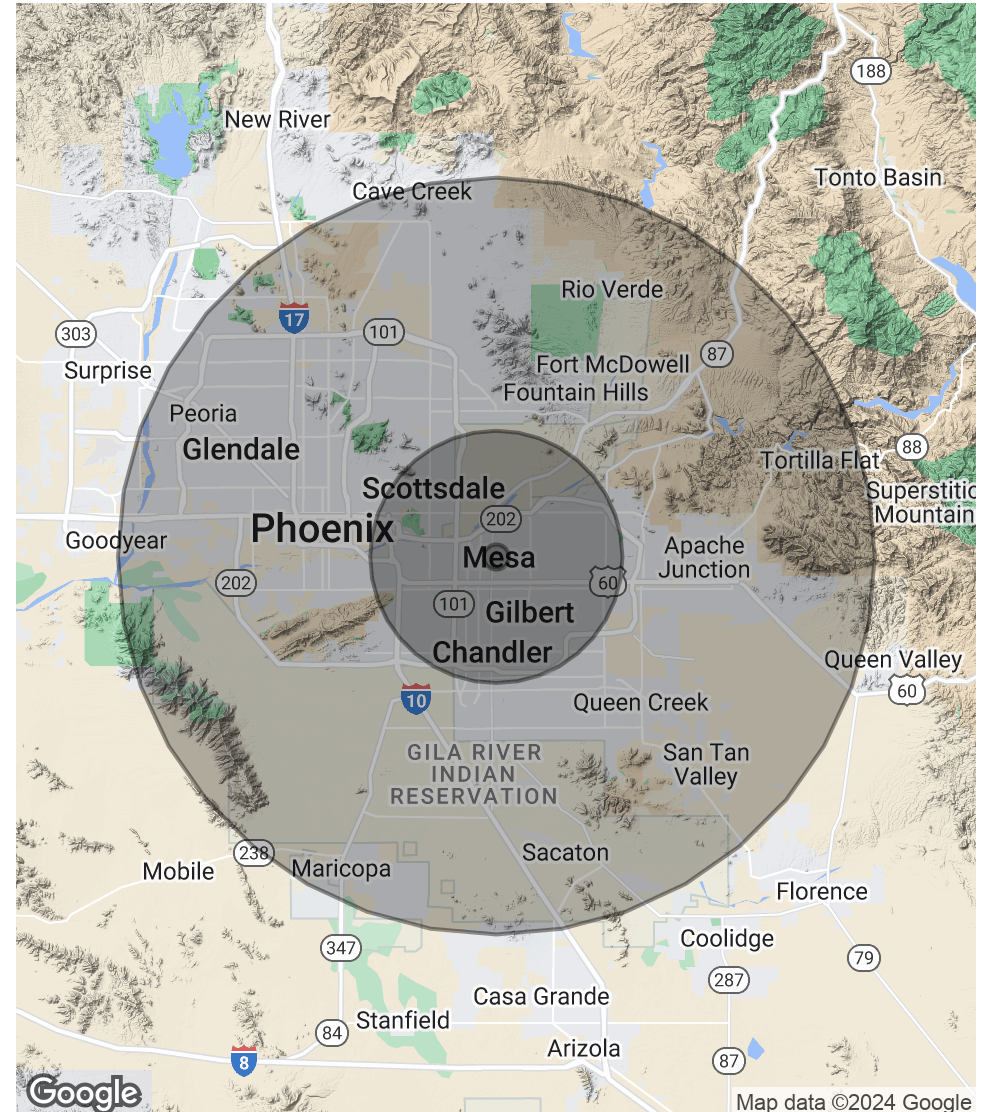 188
New River
Tonto Basin
Cave Creek
Rio Verde
17
303
101
87
Surprise
Fort McDowell
Fountain Hills
Peoria
Glendale
88
Tortilla Flat
Scottsdale
Superstitio
Mountain
202
Phoenix
Goodyear
Mesa
Apache
Junction
202
60
101
Gilbert
Chandler
Queen Valley
60
10
Queen Creek
GILA RIVER
INDIAN
RESERVATION
San Tan
Valley
238
Sacaton
Mobile
Maricopa
Florence
347
Coolidge
79
287
Casa Grande
84
Stanfield
Arizola
8
87
Google
Map data ©2024 Google